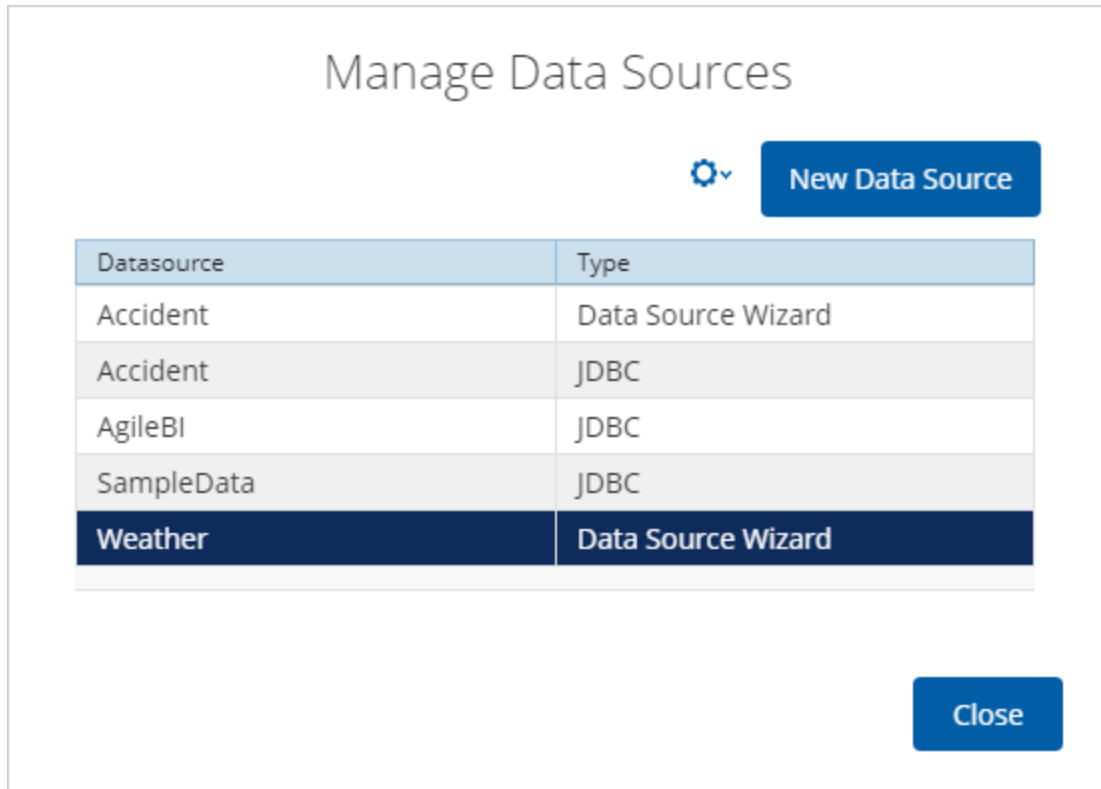 Manage Data Sources
New Data Source
Datasource Type
Accident Data Source Wizard
Accident JDBC
AgileBI JDBC
SampleData JDBC
Weather Data Source Wizard
Close